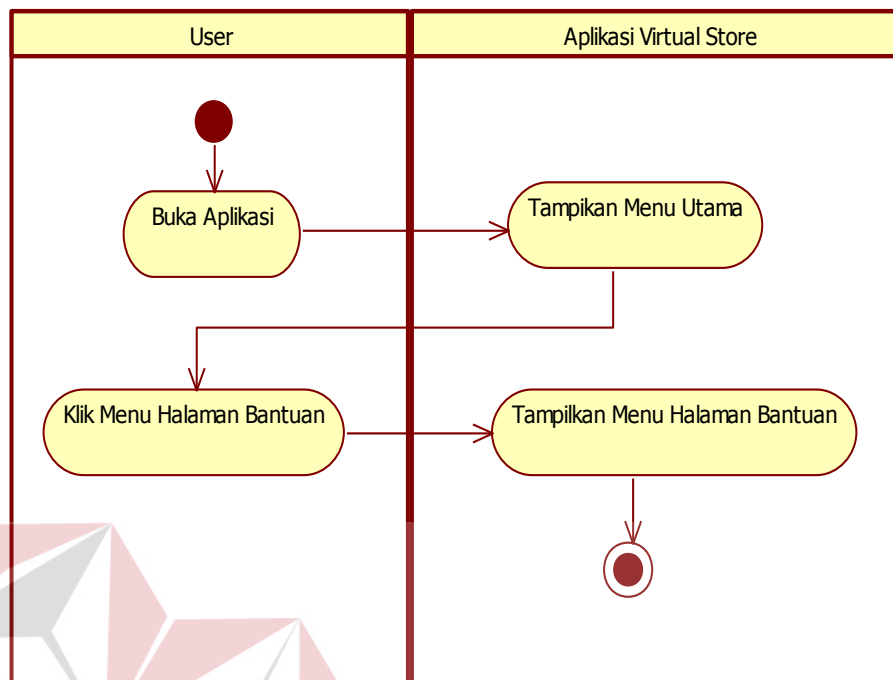 User
Aplikasi Virtual Store
Buka Aplikasi
Tampikan Menu Utama
Klik Menu Halaman Bantuan
Tampilkan Menu Halaman Bantuan